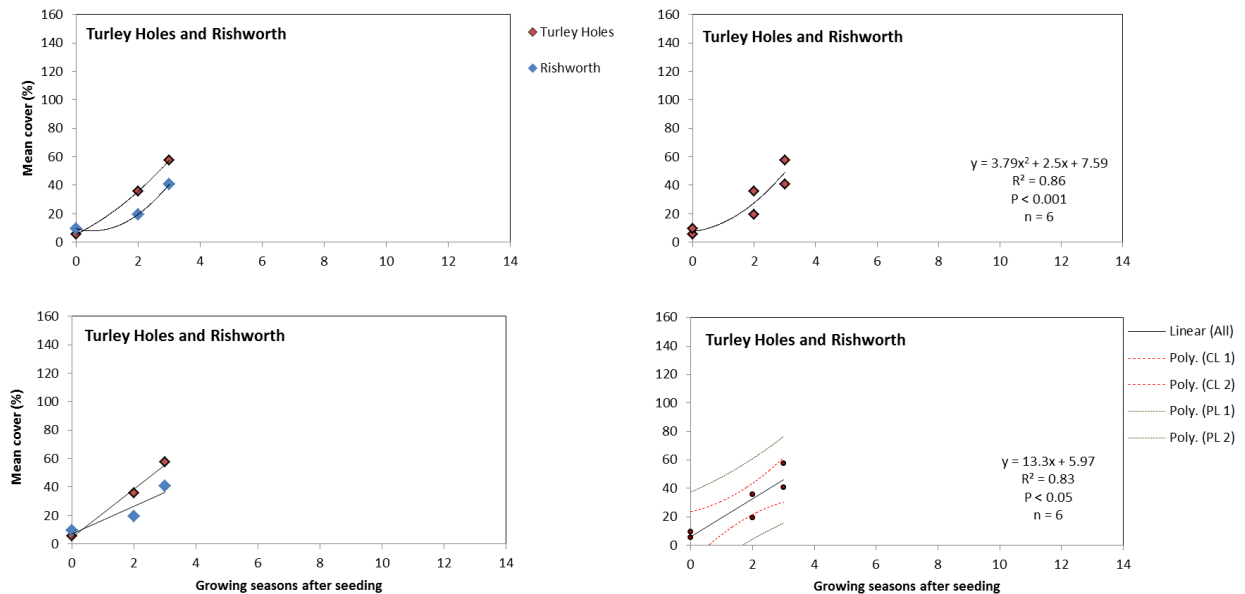 Turley Holes and Rishworth
Mean cover (%)
160
140
120
100
80
60
40
20
0
0 2 4 6 8 10 12 14
Turley Holes
Rishworth
Turley Holes and Rishworth
160
140
120
100
80
60
40
20
0
0 2 4 6 8 10 12 14
y = 3.79x² + 2.5x + 7.59
R² = 0.86
P < 0.001
n = 6
Turley Holes and Rishworth
Mean cover (%)
160
140
120
100
80
60
40
20
0
0 2 4 6 8 10 12 14
Growing seasons after seeding
Turley Holes and Rishworth
160
140
120
100
80
60
40
20
0
0 2 4 6 8 10 12 14
Growing seasons after seeding
y = 13.3x + 5.97
R² = 0.83
P < 0.05
n = 6
Linear (All)
Poly. (CL 1)
Poly. (CL 2)
Poly. (PL 1)
Poly. (PL 2)